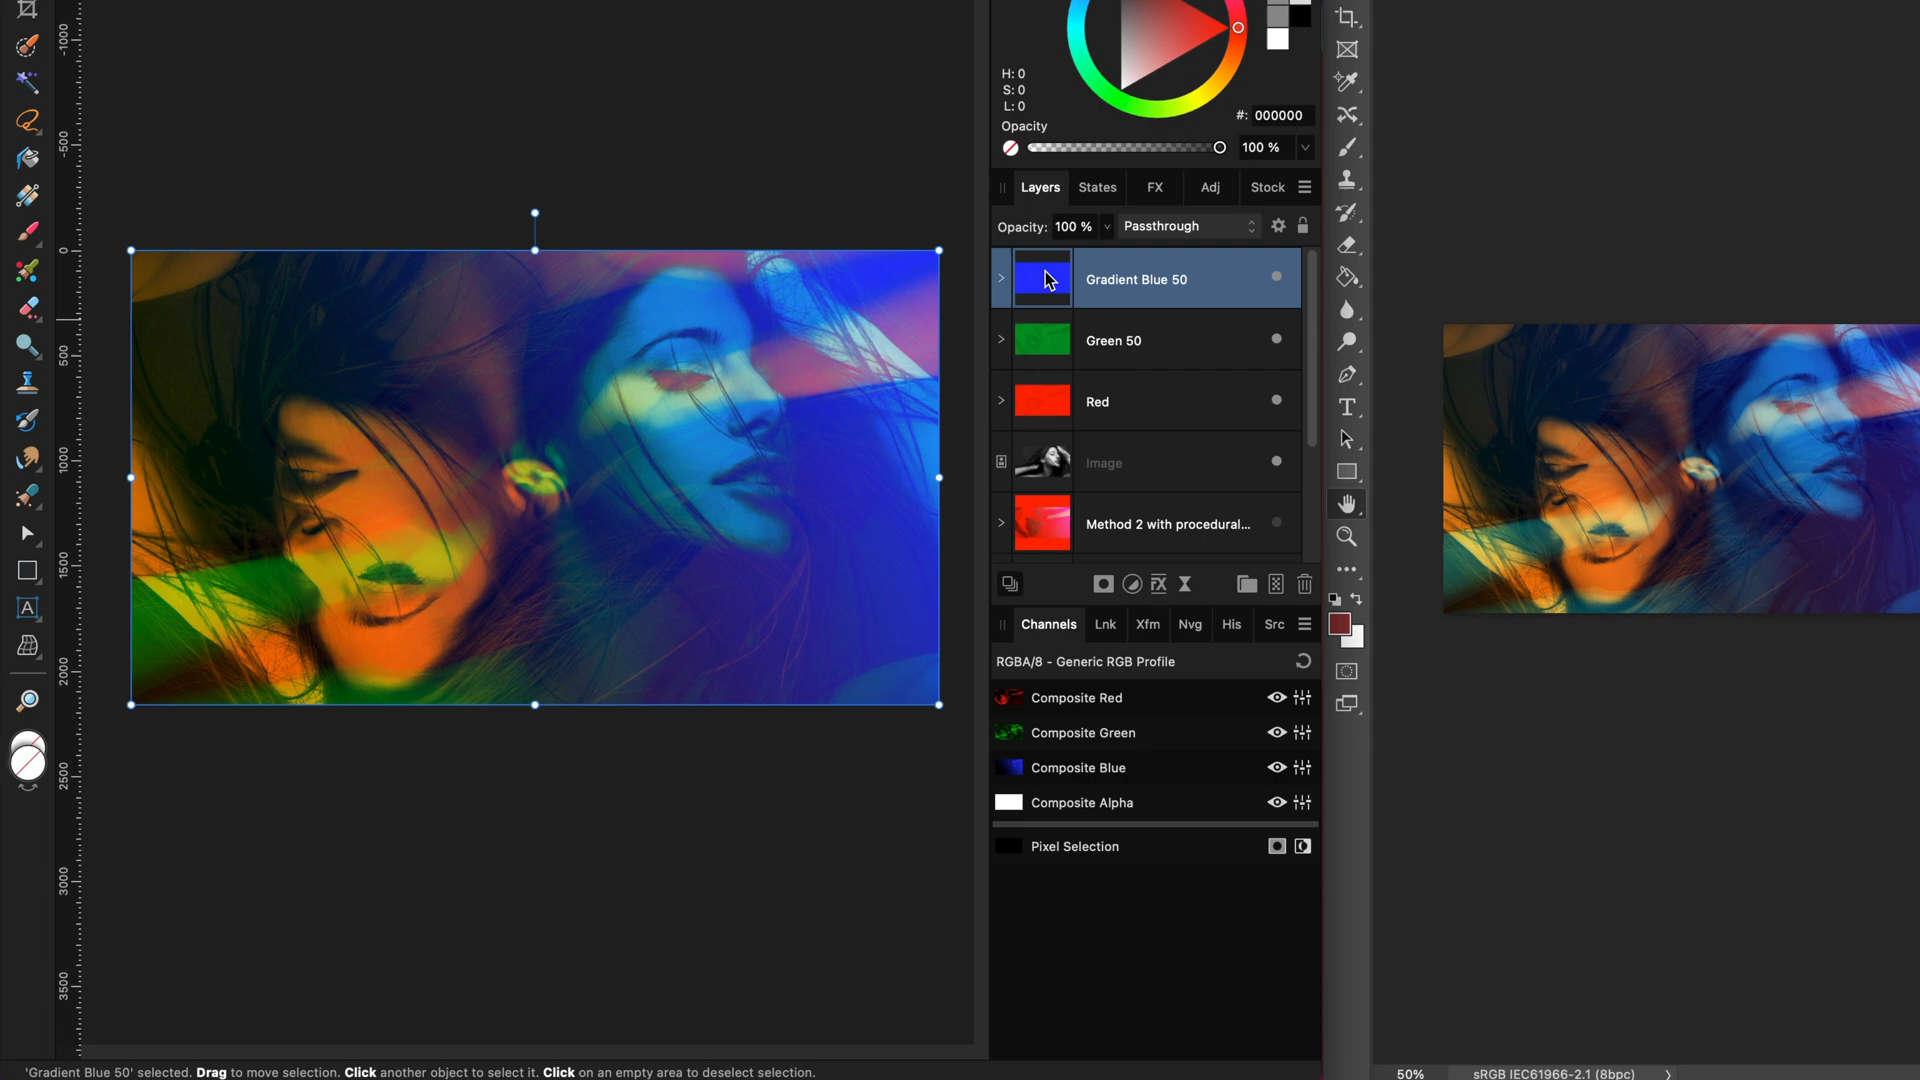 -1000
-500
0
500
1000
1500
2000
2500
3000
3500
H: 0
S: 0
L: 0
#: 000000
Opacity
100 %
Layers States FX Adj Stock
Opacity: 100 % Passthrough
Gradient Blue 50
Green 50
Red
Image
Method 2 with procedural...
FX
Channels Lnk Xfm Nvg His Src
RGBA/8 - Generic RGB Profile
Composite Red
Composite Green
Composite Blue
Composite Alpha
Pixel Selection
'Gradient Blue 50' selected. Drag to move selection. Click another object to select it. Click on an empty area to deselect selection.
50% sRGB IEC61966-2.1 (8bpc)